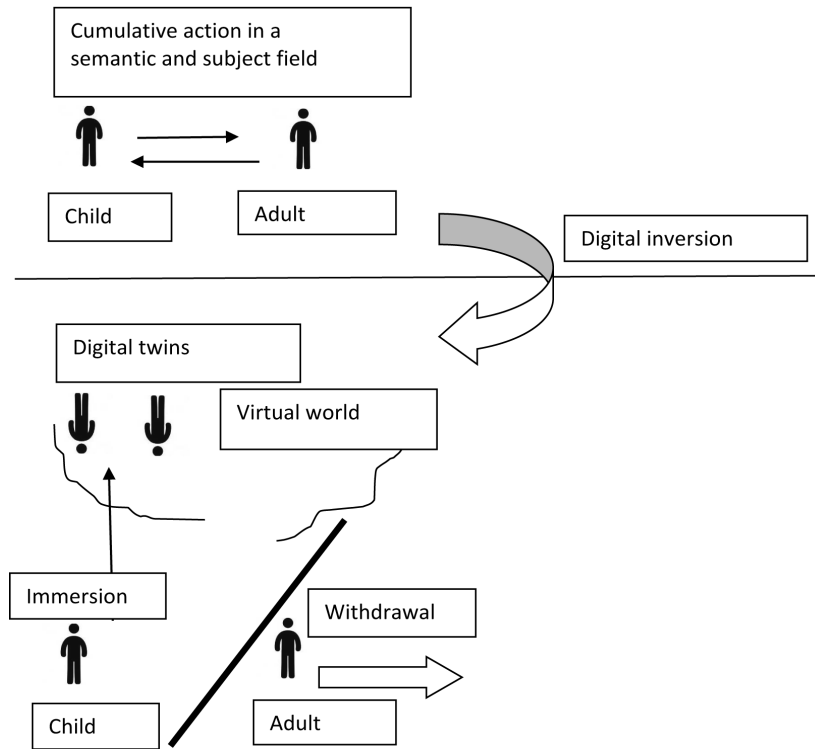 Cumulative action in a
semantic and subject field
Child
Adult
Digital inversion
Digital twins
Virtual world
Immersion
Withdrawal
Child
Adult